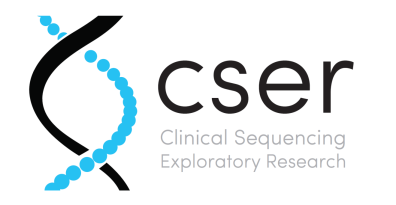 cser
Clinical Sequencing
Exploratory Research